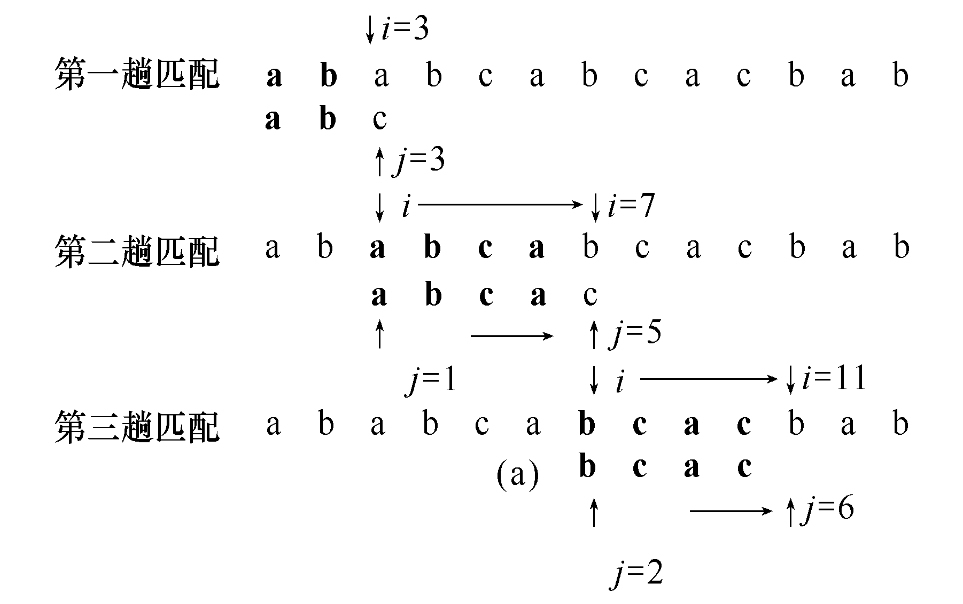 ↓i=3
第一趟匹配 a b a b c a b c a c b a b
a b c
↑j=3
↓ i → ↓i=7
第二趟匹配 a b a b c a b c a c b a b
a b c a c
↑ → ↑j=5
j=1 ↓ i → ↓i=11
第三趟匹配 a b a b c a b c a c b a b
(a) b c a c
↑ → ↑j=6
j=2